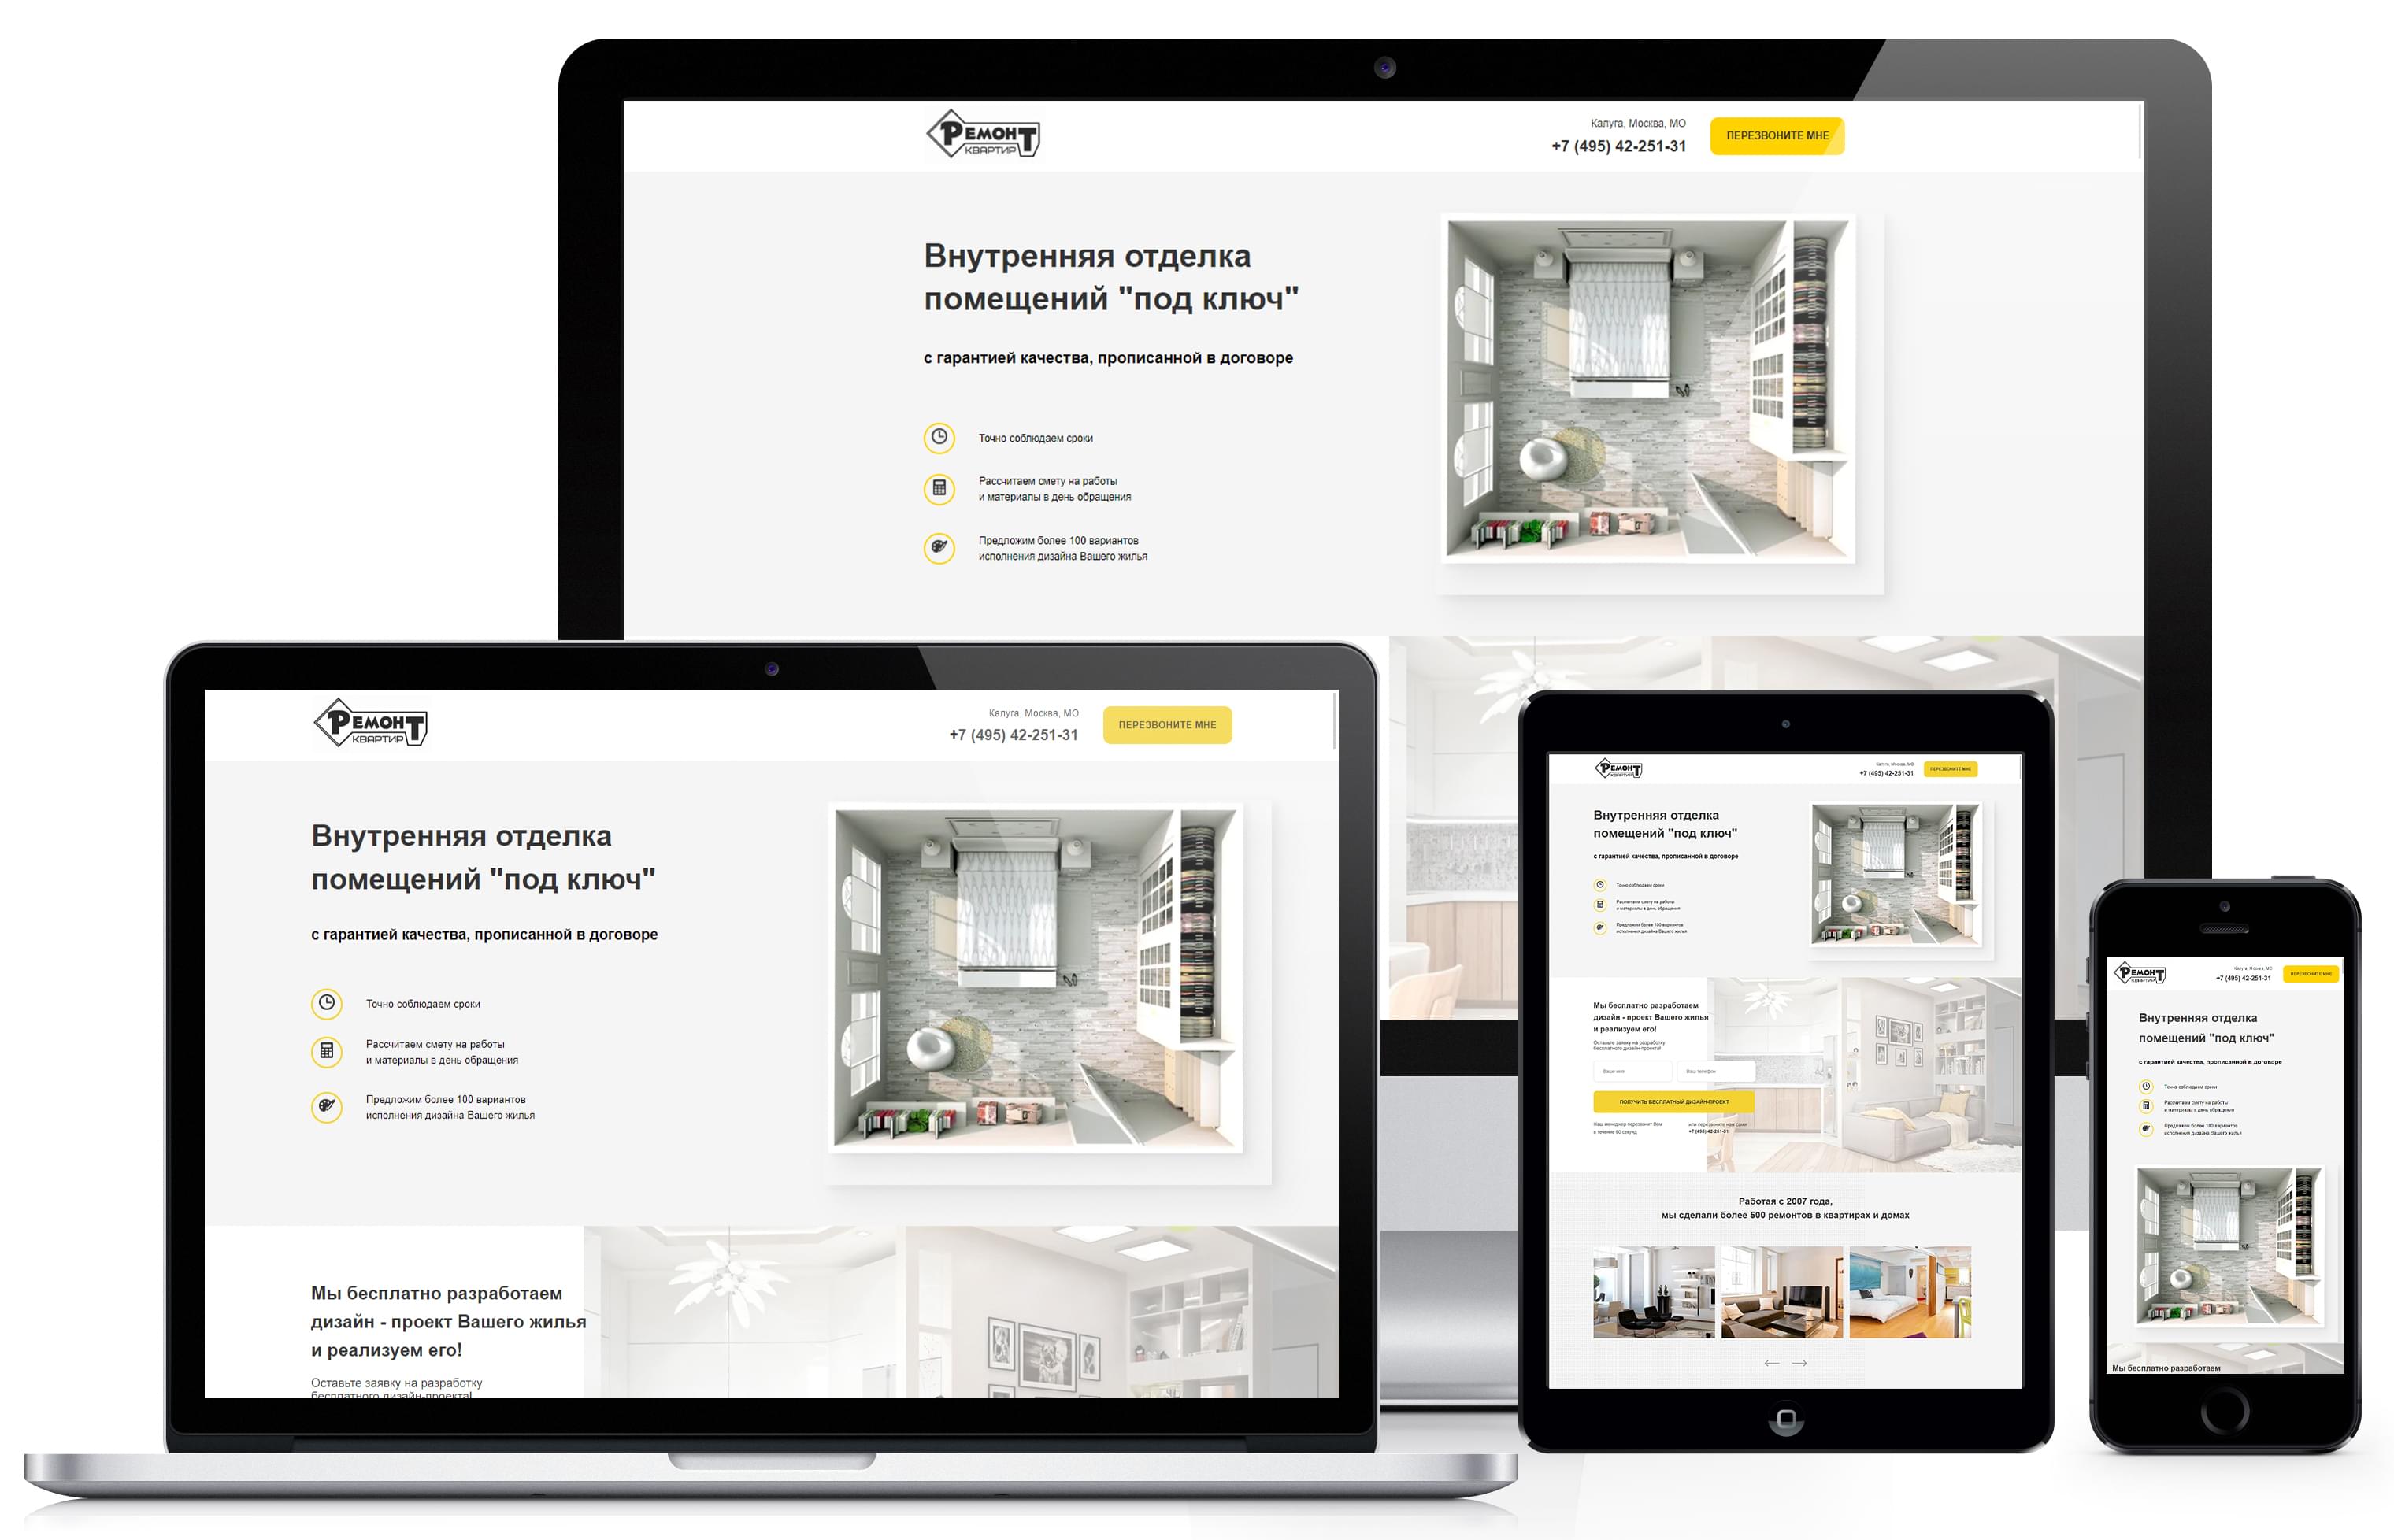 РЕМОНТ
КВАРТИР
Калуга, Москва, МО
+7 (495) 42-251-31
ПЕРЕЗВОНИТЕ МНЕ
Внутренняя отделка
помещений "под ключ"
с гарантией качества, прописанной в договоре
Точно соблюдаем сроки
Рассчитаем смету на работы
и материалы в день обращения
Предложим более 100 вариантов
исполнения дизайна Вашего жилья
РЕМОНТ
КВАРТИР
Калуга, Москва, МО
+7 (495) 42-251-31
ПЕРЕЗВОНИТЕ МНЕ
Внутренняя отделка
помещений "под ключ"
с гарантией качества, прописанной в договоре
Точно соблюдаем сроки
Рассчитаем смету на работы
и материалы в день обращения
Предложим более 100 вариантов
исполнения дизайна Вашего жилья
Мы бесплатно разработаем
дизайн - проект Вашего жилья
и реализуем его!
Оставьте заявку на разработку
бесплатного дизайн-проекта!
РЕМОНТ
КВАРТИР
Калуга, Москва, МО
+7 (495) 42-251-31
ПЕРЕЗВОНИТЕ МНЕ
Внутренняя отделка
помещений "под ключ"
с гарантией качества, прописанной в договоре
Точно соблюдаем сроки
Рассчитаем смету на работы
и материалы в день обращения
Предложим более 100 вариантов
исполнения дизайна Вашего жилья
Мы бесплатно разработаем
дизайн - проект Вашего жилья
и реализуем его!
Оставьте заявку на разработку
бесплатного дизайн-проекта!
Ваше имя
Ваш телефон
ПОЛУЧИТЬ БЕСПЛАТНЫЙ ДИЗАЙН-ПРОЕКТ
Наш менеджер перезвонит Вам
в течение 60 секунд
или перезвоните нам сами
+7 (495) 42-251-31
Работая с 2007 года,
мы сделали более 500 ремонтов в квартирах и домах
РЕМОНТ
КВАРТИР
Калуга, Москва, МО
+7 (495) 42-251-31
ПЕРЕЗВОНИТЕ МНЕ
Внутренняя отделка
помещений "под ключ"
с гарантией качества, прописанной в договоре
Точно соблюдаем сроки
Рассчитаем смету на работы
и материалы в день обращения
Предложим более 100 вариантов
исполнения дизайна Вашего жилья
Мы бесплатно разработаем